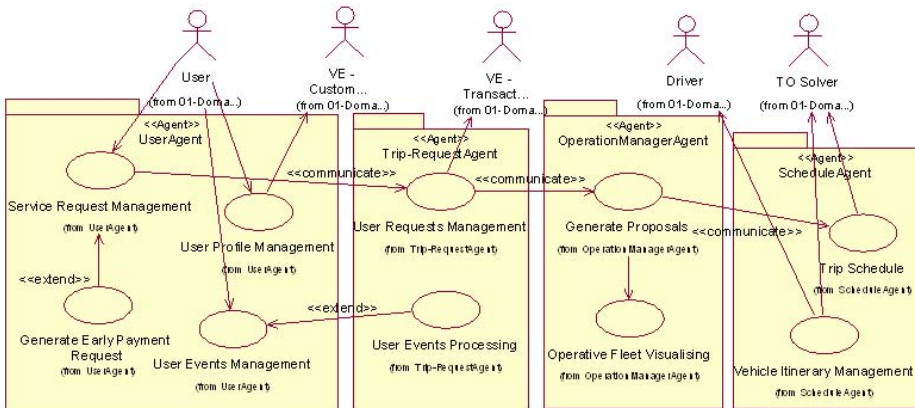 User
(from 01-Doma...)
VE -
Custom...
(from 01-Doma...)
VE -
Transact...
(from 01-Doma...)
Driver
(from 01-Doma...)
TO Solver
(from 01-Doma...)
<<Agent>>
UserAgent
Service Request Management
(from UserAgent)
User Profile Management
(from UserAgent)
<<extend>>
Generate Early Payment
Request
(from UserAgent)
User Events Management
(from UserAgent)
<<communicate>>
<<Agent>>
Trip-RequestAgent
User Requests Management
(from Trip-RequestAgent)
<<extend>>
User Events Processing
(from Trip-RequestAgent)
<<communicate>>
<<Agent>>
OperationManagerAgent
Generate Proposals
(from OperationManagerAgent)
Operative Fleet Visualising
(from OperationManagerAgent)
<<communicate>>
<<Agent>>
ScheduleAgent
Trip Schedule
(from ScheduleAgent)
Vehicle Itinerary Management
(from ScheduleAgent)